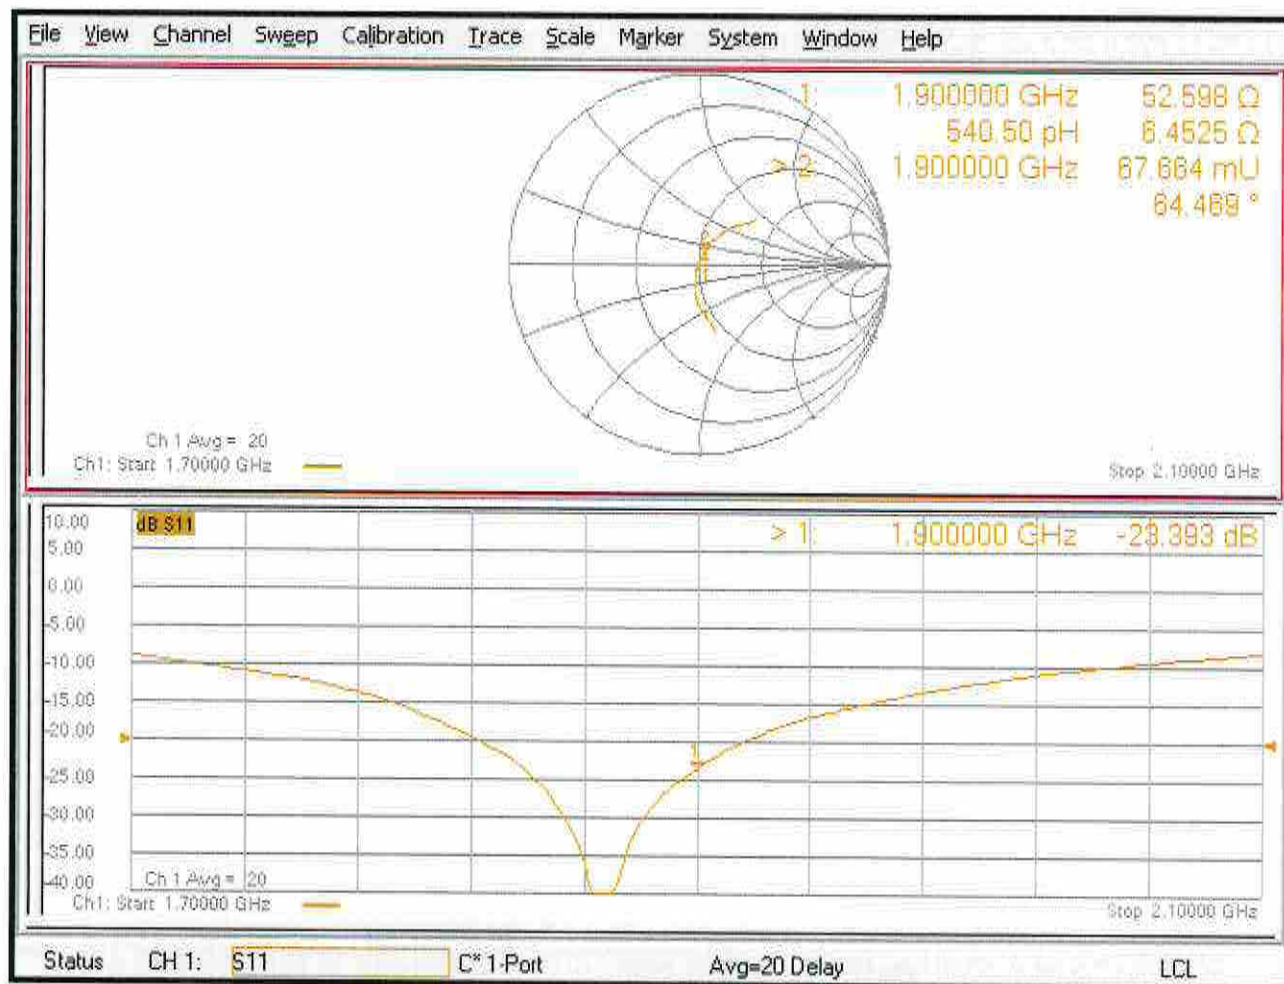 File View Channel Sweep Calibration Trace Scale Marker System Window Help
1: 1.900000 GHz 52.598 Ω
540.50 pH 6.4525 Ω
> 2: 1.900000 GHz 67.664 mU
64.469 °
Ch 1 Avg = 20
Ch1: Start 1.70000 GHz
Stop 2.10000 GHz
10.00
dB S11
> 1: 1.900000 GHz -23.393 dB
5.00
0.00
-5.00
-10.00
-15.00
-20.00
1
-25.00
-30.00
-35.00
-40.00
Ch 1 Avg = 20
Ch1: Start 1.70000 GHz
Stop 2.10000 GHz
Status CH 1: S11 C* 1-Port Avg=20 Delay LCL